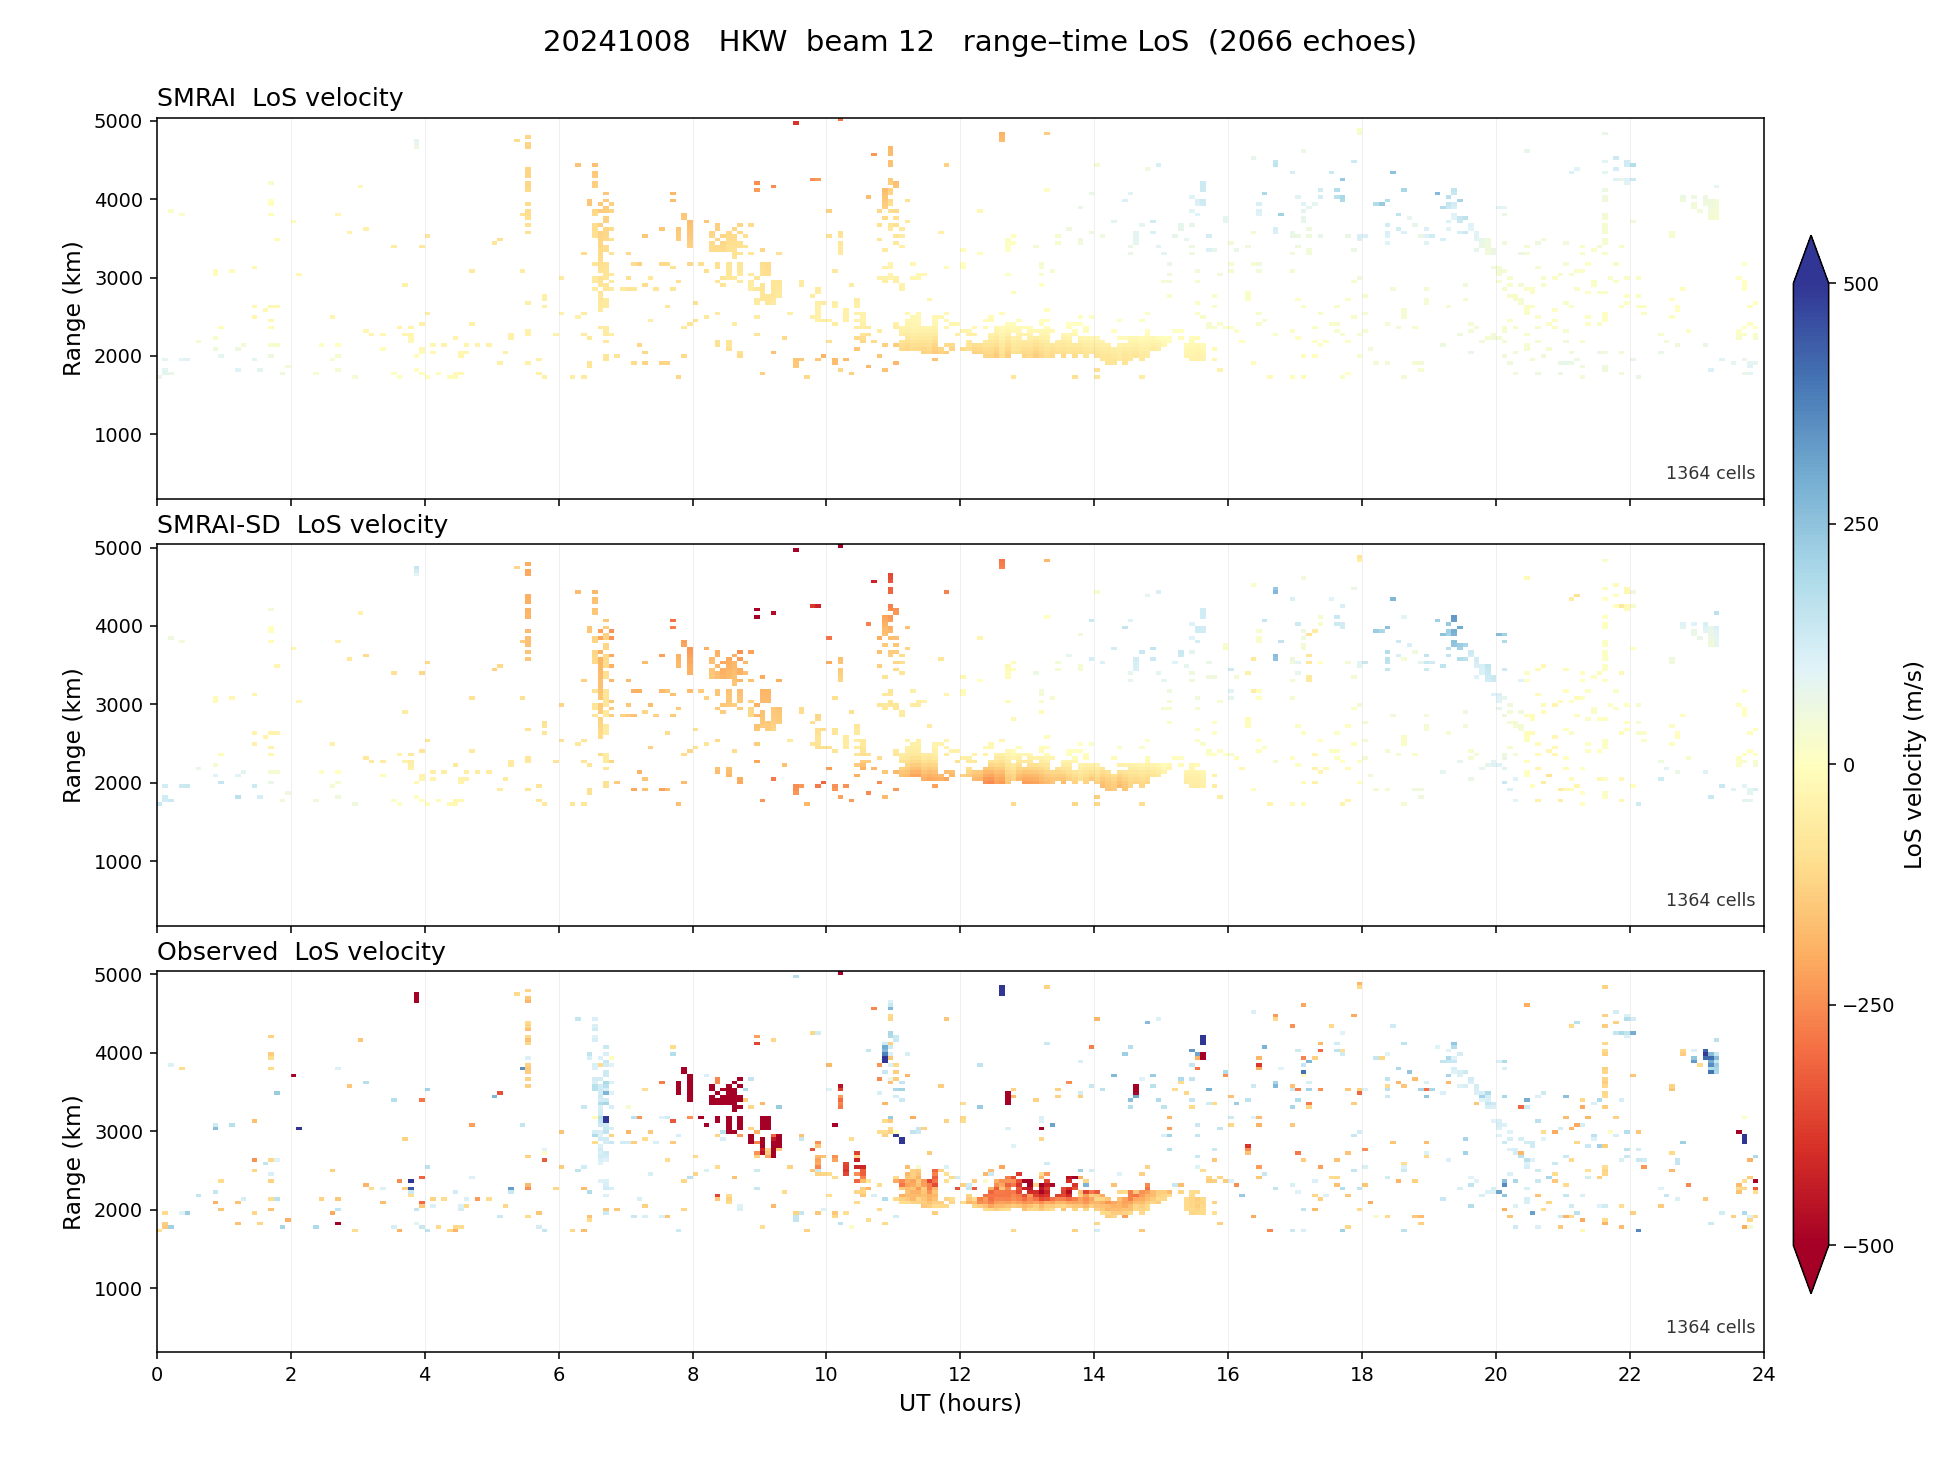 20241008 HKW beam 12 range–time LoS (2066 echoes)
SMRAI LoS velocity
5000
4000
3000
2000
1000
Range (km)
1364 cells
SMRAI-SD LoS velocity
5000
4000
3000
2000
1000
Range (km)
1364 cells
Observed LoS velocity
5000
4000
3000
2000
1000
Range (km)
1364 cells
0 2 4 6 8 10 12 14 16 18 20 22 24
UT (hours)
500
250
0
−250
−500
LoS velocity (m/s)